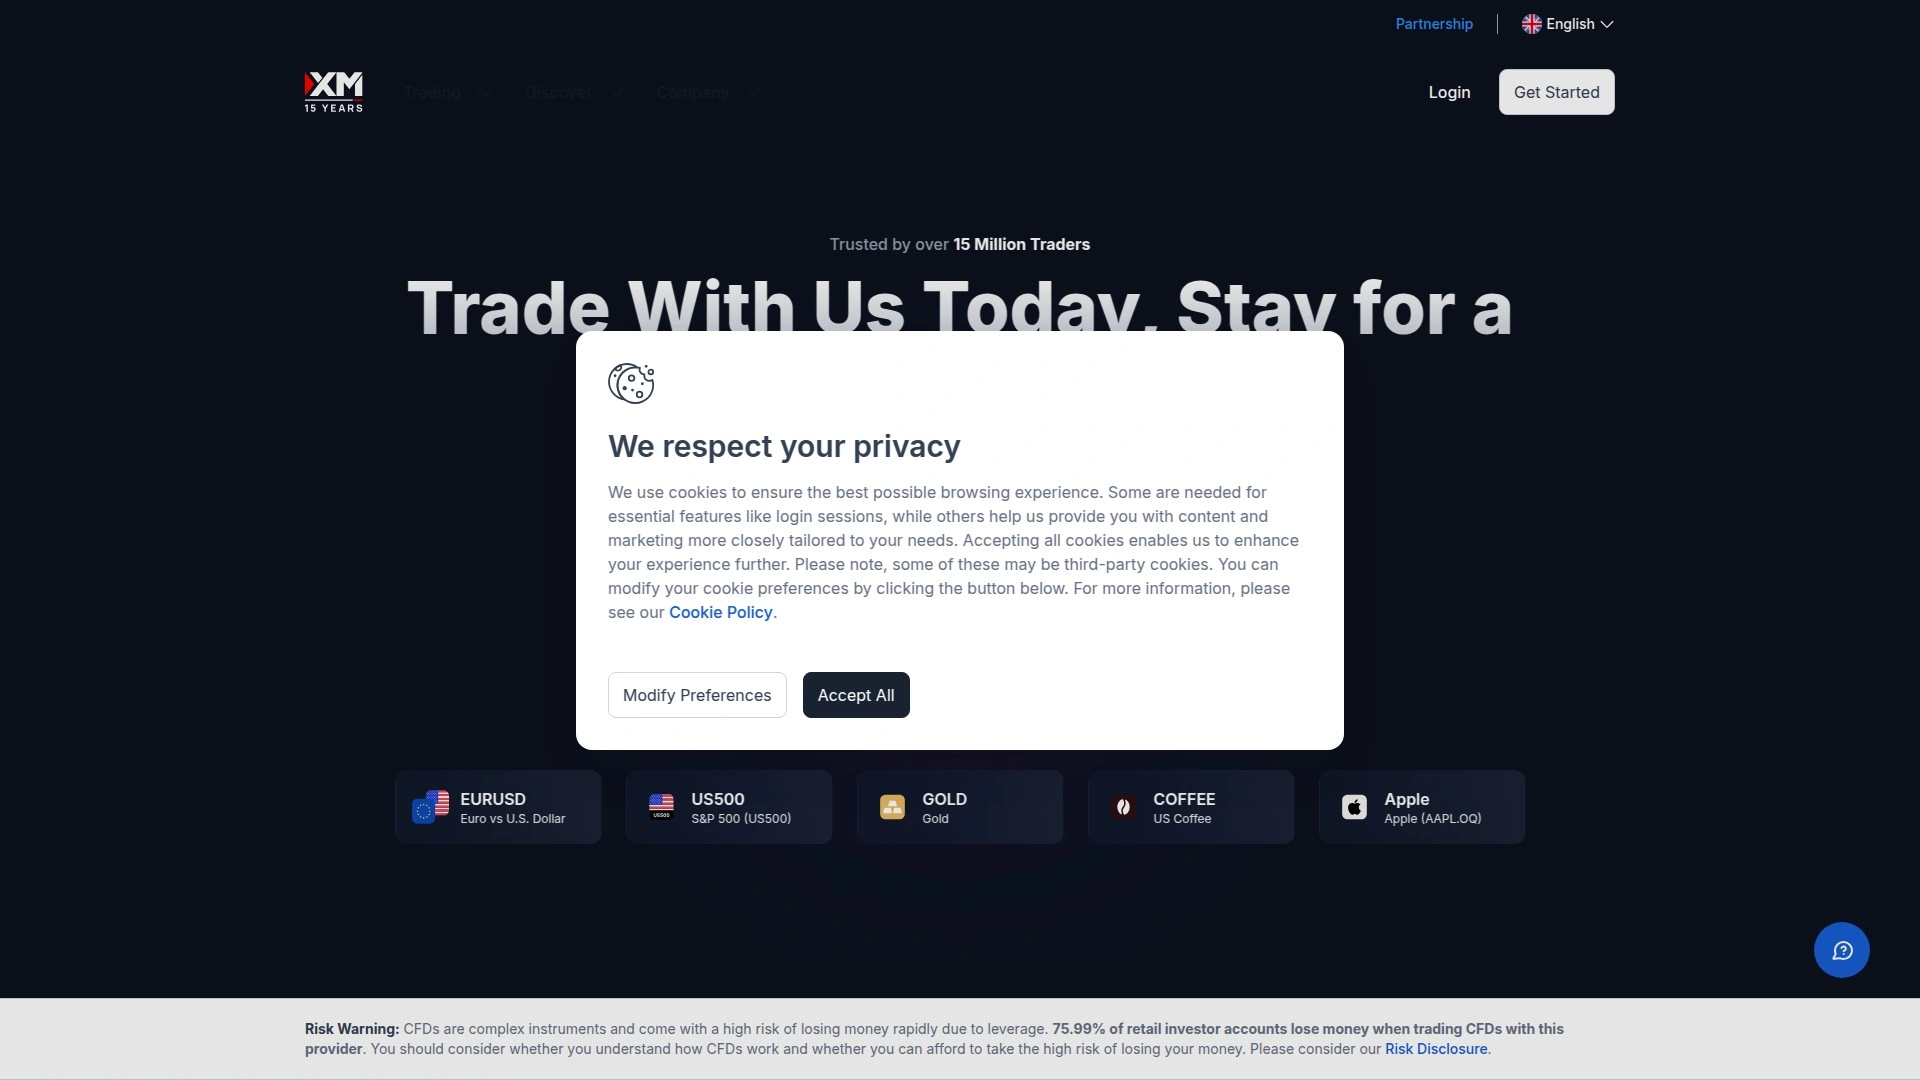 Partnership
English
XM
15 YEARS
Trading
Discover
Company
Login
Get Started
Trusted by over 15 Million Traders
Trade With Us Today, Stay for a
We respect your privacy
We use cookies to ensure the best possible browsing experience. Some are needed for
essential features like login sessions, while others help us provide you with content and
marketing more closely tailored to your needs. Accepting all cookies enables us to enhance
your experience further. Please note, some of these may be third-party cookies. You can
modify your cookie preferences by clicking the button below. For more information, please
see our Cookie Policy.
Modify Preferences
Accept All
EURUSD
Euro vs U.S. Dollar
US500
US500
S&P 500 (US500)
GOLD
Gold
COFFEE
US Coffee
Apple
Apple (AAPL.OQ)
Risk Warning: CFDs are complex instruments and come with a high risk of losing money rapidly due to leverage. 75.99% of retail investor accounts lose money when trading CFDs with this
provider. You should consider whether you understand how CFDs work and whether you can afford to take the high risk of losing your money. Please consider our Risk Disclosure.